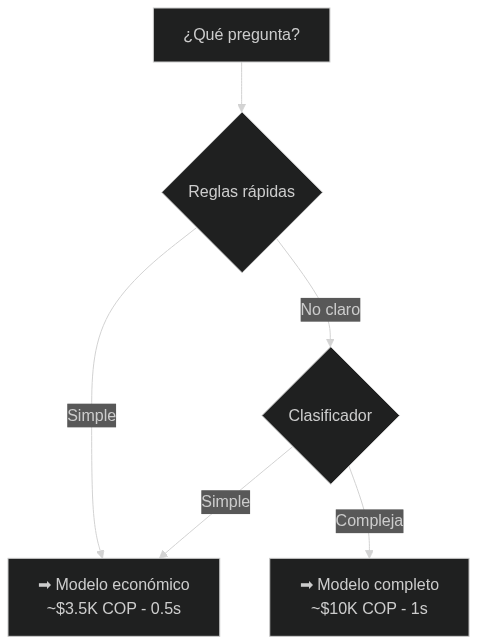 ¿Qué pregunta?
Reglas rápidas
No claro
Simple
Clasificador
Simple
Compleja
➡ Modelo económico
~$3.5K COP - 0.5s
➡ Modelo completo
~$10K COP - 1s